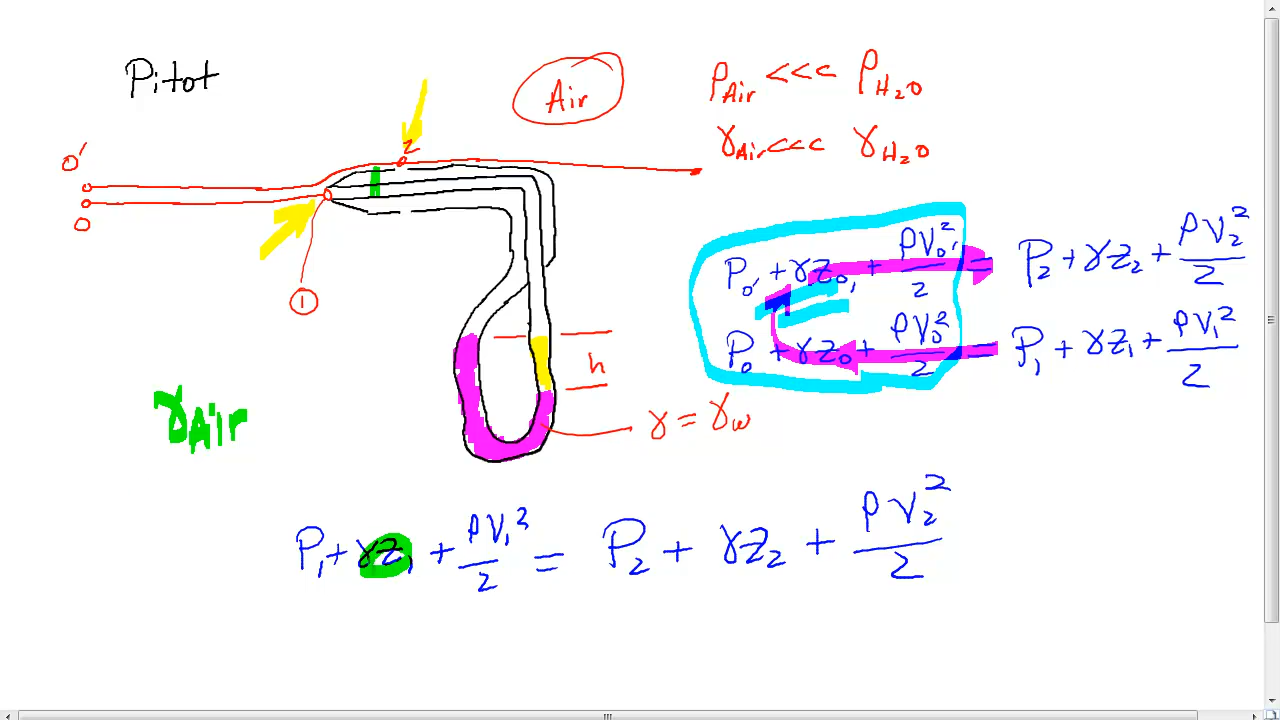 Pitot
Air
ρAir <<< ρH₂O
γAir <<< γH₂O
2
0'
0
1
P₀' + γz₀' + ρV₀'²/2 = P₂ + γz₂ + ρV₂²/2
P₀ + γz₀ + ρV₀²/2 = P₁ + γz₁ + ρV₁²/2
h
γ = γw
γAir
P₁ + γz₁ + ρV₁²/2 = P₂ + γz₂ + ρV₂²/2